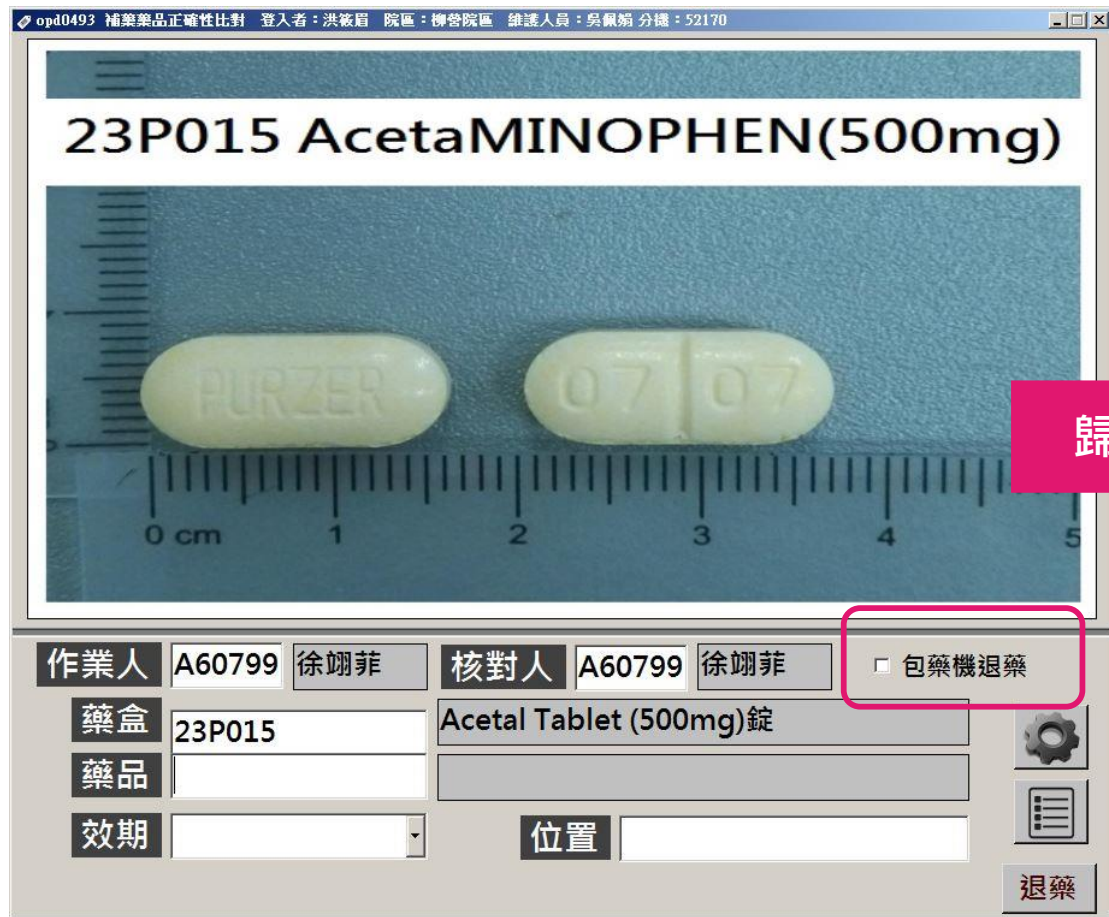 opd0493 補藥藥品正確性比對 登入者：洪筱眉 院區：柳營院區 維護人員：吳佩娟 分機：52170
23P015 AcetaMINOPHEN(500mg)
PURZER 07 07
歸
0 cm 1 2 3 4 5
作業人 A60799 徐翊菲 核對人 A60799 徐翊菲 包藥機退藥
藥盒 23P015 Acetal Tablet (500mg)錠
藥品
效期 位置
退藥